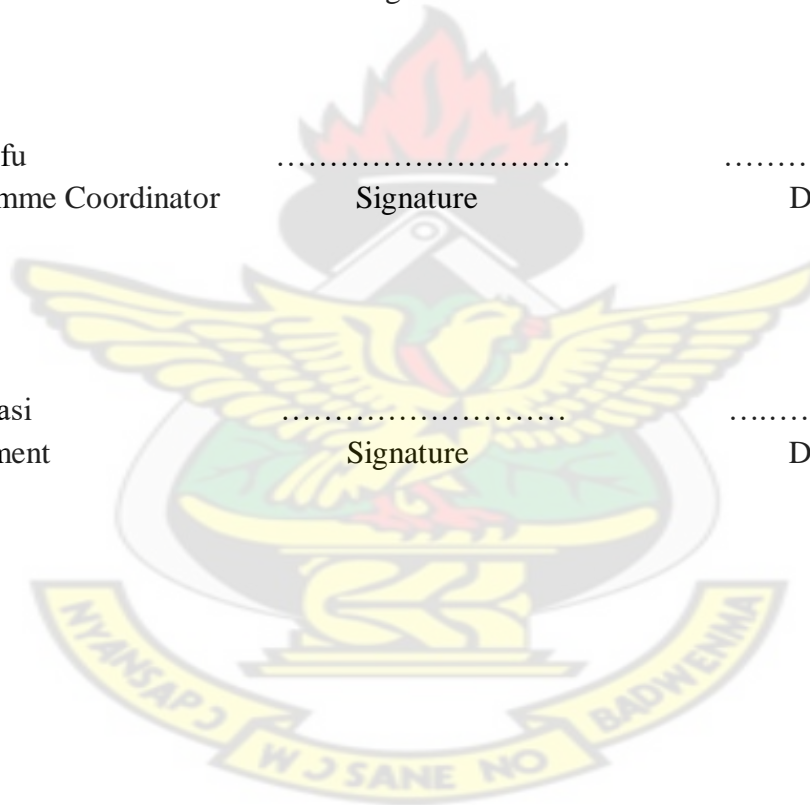 fu ………………………. ………
mme Coordinator Signature D
asi ……………………… ……….
ment Signature D
NYANSAPƆ WƆSANE NO BADWENMA